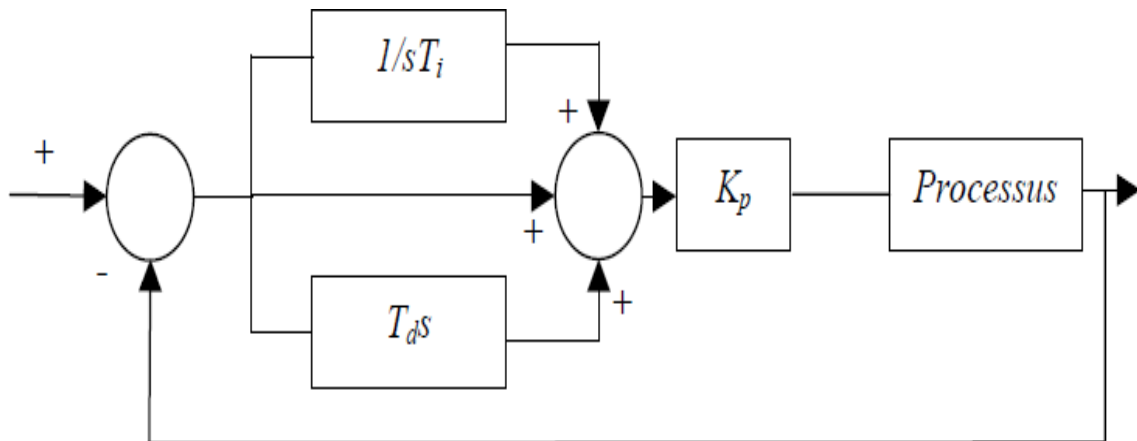 1/sTi
+
+
+
Kp
Processus
-
+
Tds